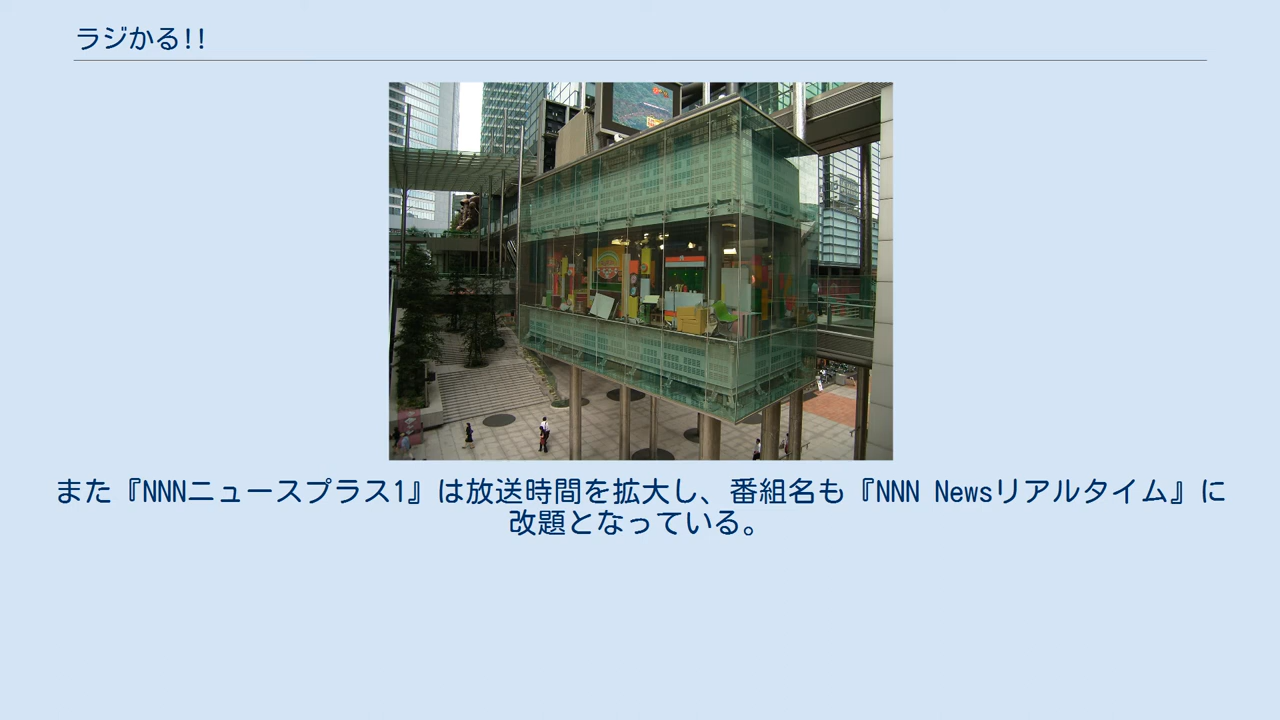 ラジかる!!
また『NNNニュースプラス1』は放送時間を拡大し、番組名も『NNN Newsリアルタイム』に
改題となっている。